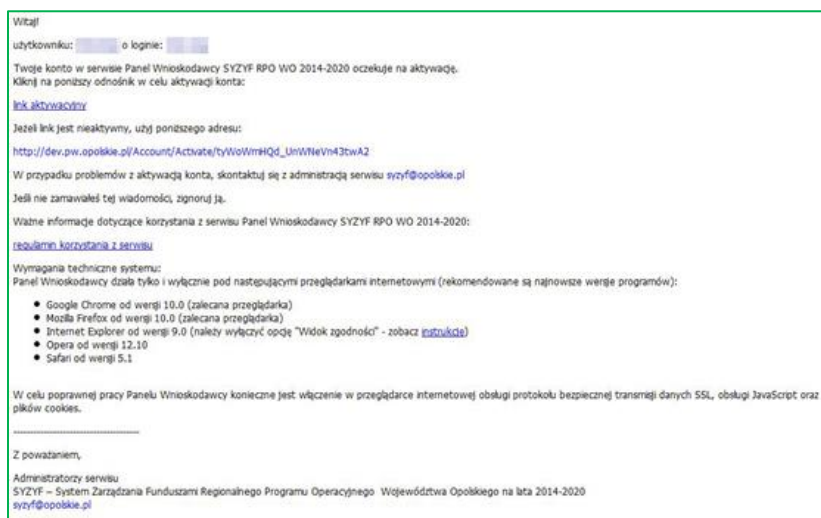 Witaj!
użytkowniku: o loginie:
Twoje konto w serwisie Panel Wnioskodawcy SYZYF RPO WO 2014-2020 oczekuje na aktywację.
Kliknij na poniższy odnośnik w celu aktywacji konta:
link aktywacyjny
Jeżeli link jest nieaktywny, użyj poniższego adresu:
http://dev.pw.opolskie.pl/Account/Activate/tyWoWmHQd_UnWNeVn43twA2
W przypadku problemów z aktywacją konta, skontaktuj się z administracją serwisu syzyf@opolskie.pl
Jeśli nie zamawiałeś tej wiadomości, zignoruj ją.
Ważne informacje dotyczące korzystania z serwisu Panel Wnioskodawcy SYZYF RPO WO 2014-2020:
regulamin korzystania z serwisu
Wymagania techniczne systemu:
Panel Wnioskodawcy działa tylko i wyłącznie pod następującymi przeglądarkami internetowymi (rekomendowane są najnowsze wersje programów):
● Google Chrome od wersji 10.0 (zalecana przeglądarka)
● Mozilla Firefox od wersji 10.0 (zalecana przeglądarka)
● Internet Explorer od wersji 9.0 (należy wyłączyć opcję "Widok zgodności" - zobacz instrukcję)
● Opera od wersji 12.10
● Safari od wersji 5.1
W celu poprawnej pracy Panelu Wnioskodawcy konieczne jest włączenie w przeglądarce internetowej obsługi protokołu bezpiecznej transmisji danych SSL, obsługi JavaScript oraz
plików cookies.
-----------------------------------
Z poważaniem,
Administratorzy serwisu
SYZYF – System Zarządzania Funduszami Regionalnego Programu Operacyjnego Województwa Opolskiego na lata 2014-2020
syzyf@opolskie.pl